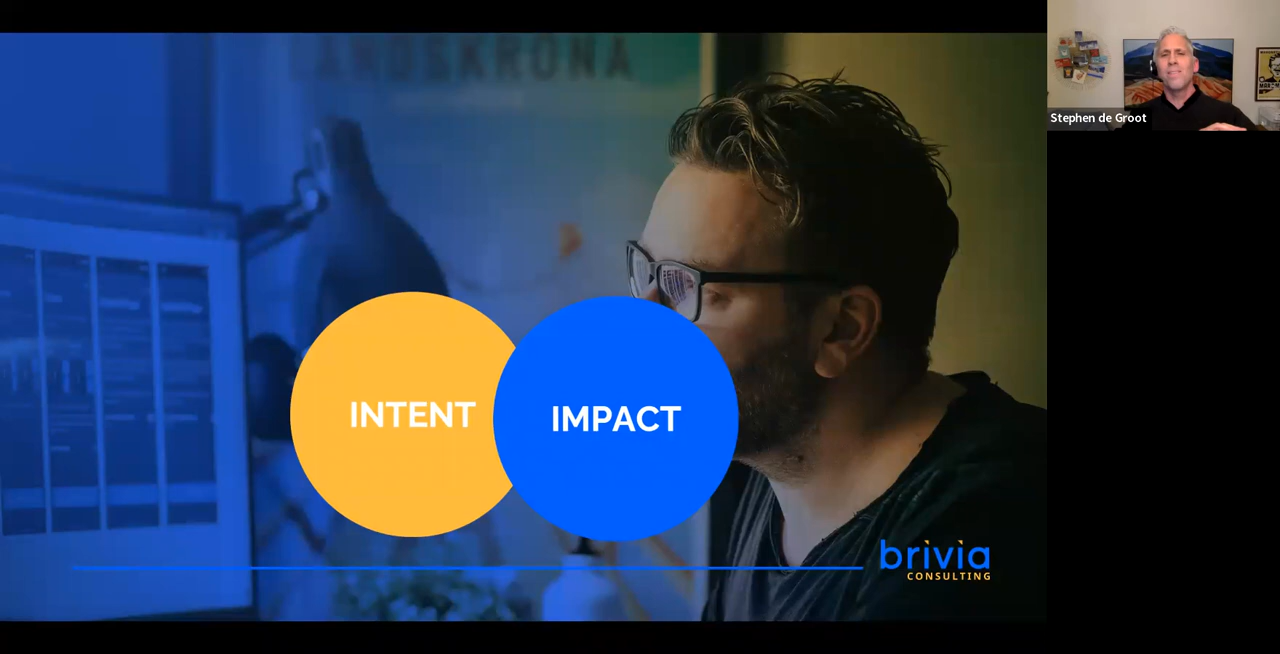 Stephen de Groot
INTENT
IMPACT
brivia
CONSULTING